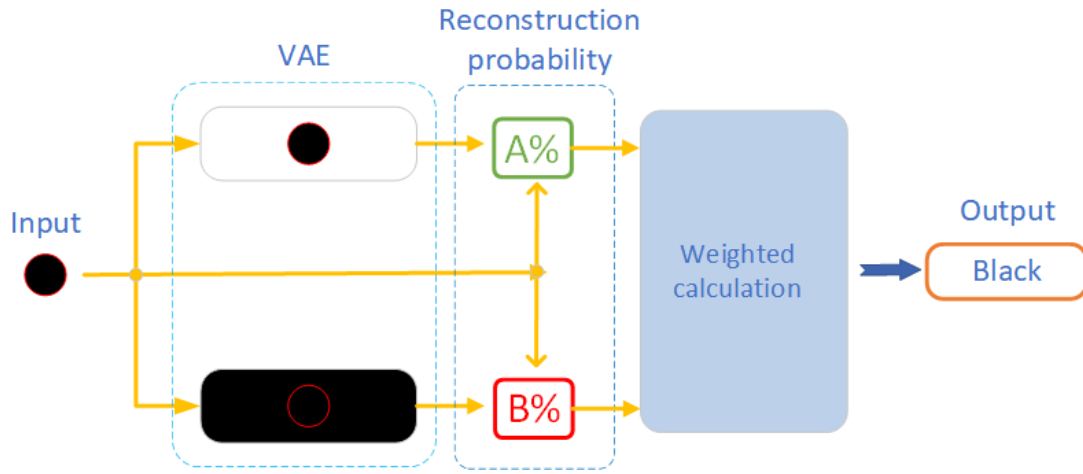 Reconstruction
probability
VAE
A%
Input
Output
Weighted
calculation
Black
B%